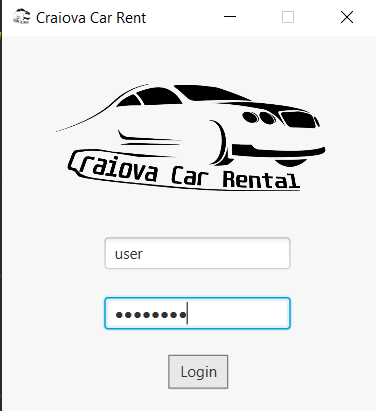 Craiova Car Rent
Craiova Car Rental
user
••••••••
Login